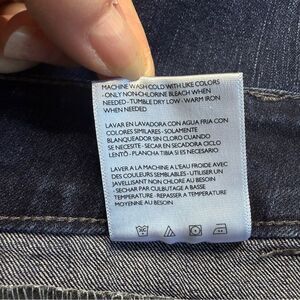 MACHINE WASH COLD WITH LIKE COLORS
- ONLY NON-CHLORINE BLEACH WHEN
NEEDED - TUMBLE DRY LOW - WARM IRON
WHEN NEEDED
LAVAR EN LAVADORA CON AGUA FRIA CON
COLORES SIMILARES - SOLAMENTE
BLANQUEADOR SIN CLORO CUANDO
SE NECESITE - SECAR EN SECADORA CICLO
LENTO - PLANCHA TIBIA SI ES NECESARIO
LAVER A LA MACHINE A L'EAU FROIDE AVEC
DES COULEURS SEMBLABLES - UTILISER UN
JAVELLISANT NON CHLORE AU BESOIN
- SECHAR PAR CULBUTAGE A BASSE
TEMPERATURE - REPASSER A TEMPERATURE
MOYENNE AU BESOIN